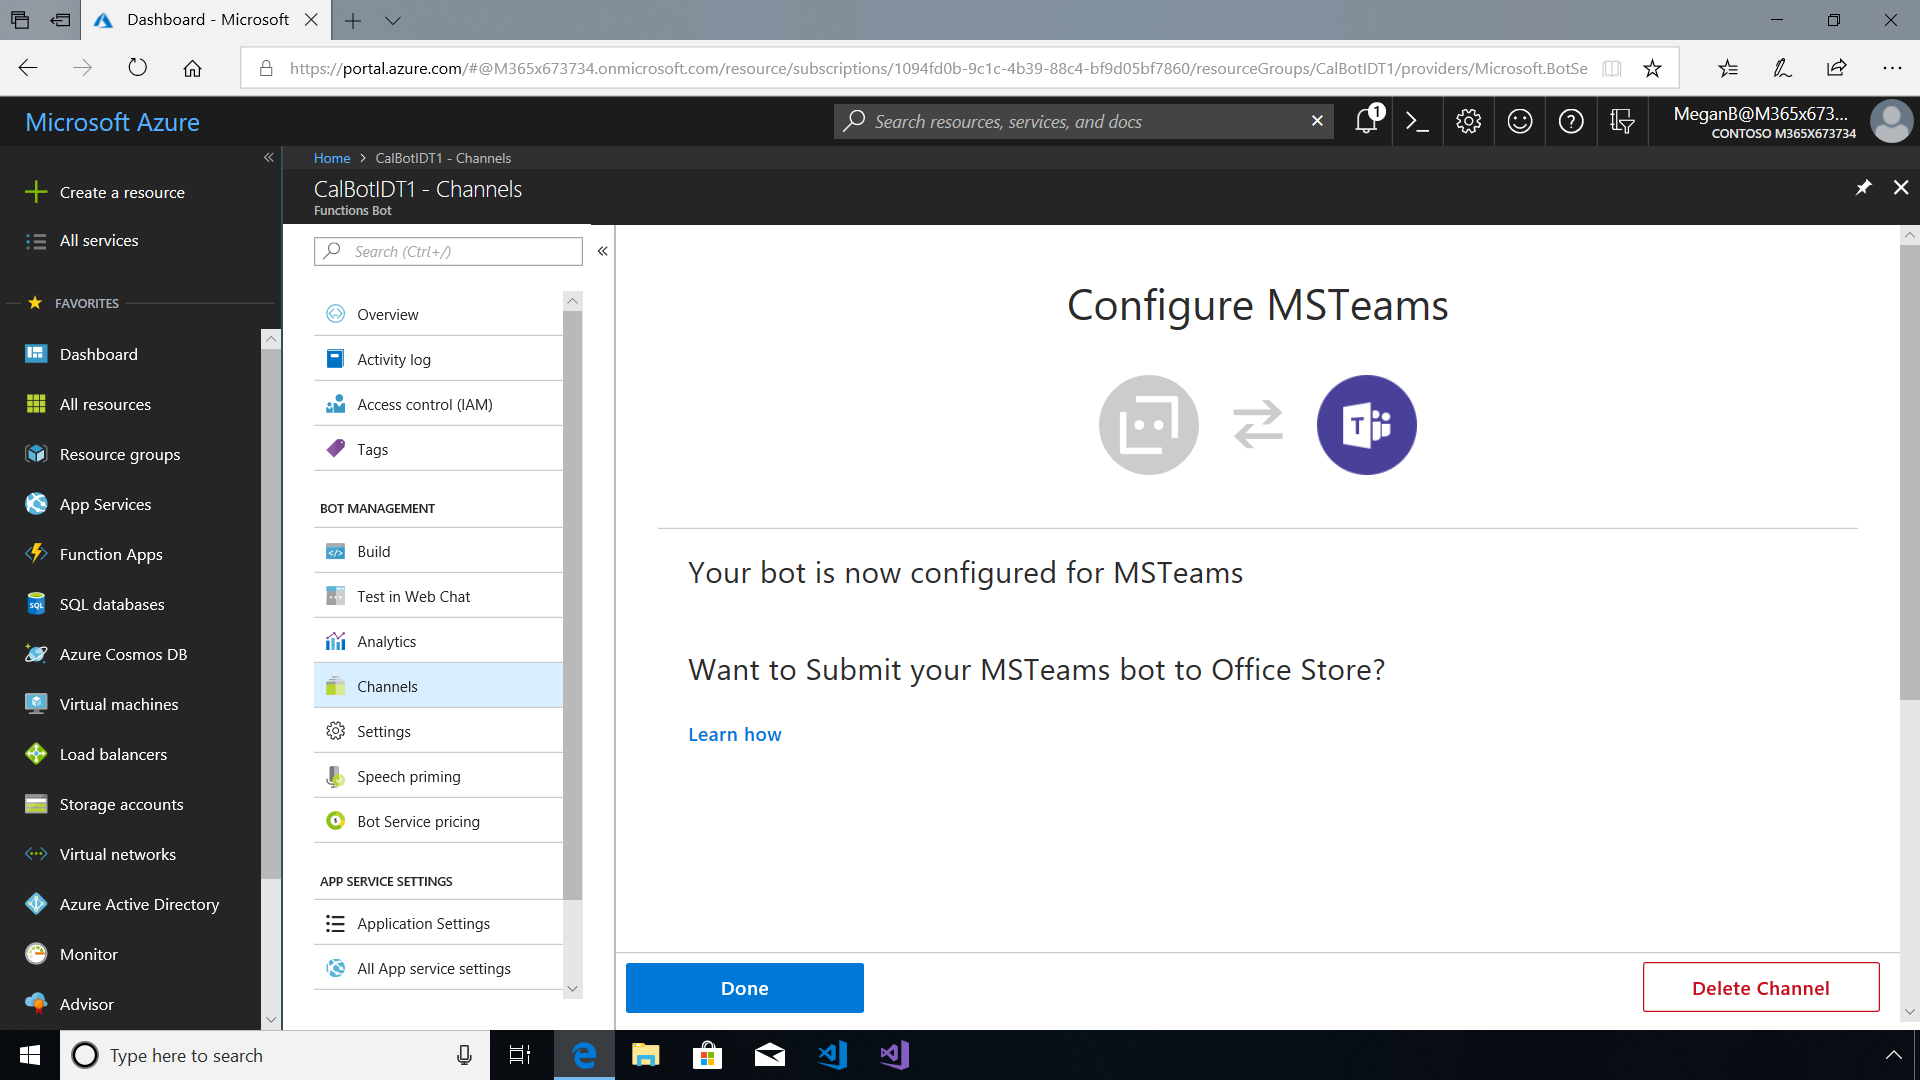 Dashboard - Microsoft
https://portal.azure.com/#@M365x673734.onmicrosoft.com/resource/subscriptions/1094fd0b-9c1c-4b39-88c4-bf9d05bf7860/resourceGroups/CalBotIDT1/providers/Microsoft.BotSe
Microsoft Azure
Search resources, services, and docs
1
MeganB@M365x673...
CONTOSO M365X673734
Home > CalBotIDT1 - Channels
CalBotIDT1 - Channels
Functions Bot
Create a resource
All services
FAVORITES
Dashboard
All resources
Resource groups
App Services
Function Apps
SQL databases
Azure Cosmos DB
Virtual machines
Load balancers
Storage accounts
Virtual networks
Azure Active Directory
Monitor
Advisor
Search (Ctrl+/)
Overview
Activity log
Access control (IAM)
Tags
BOT MANAGEMENT
Build
Test in Web Chat
Analytics
Channels
Settings
Speech priming
Bot Service pricing
APP SERVICE SETTINGS
Application Settings
All App service settings
Configure MSTeams
T
Your bot is now configured for MSTeams
Want to Submit your MSTeams bot to Office Store?
Learn how
Done
Delete Channel
Type here to search